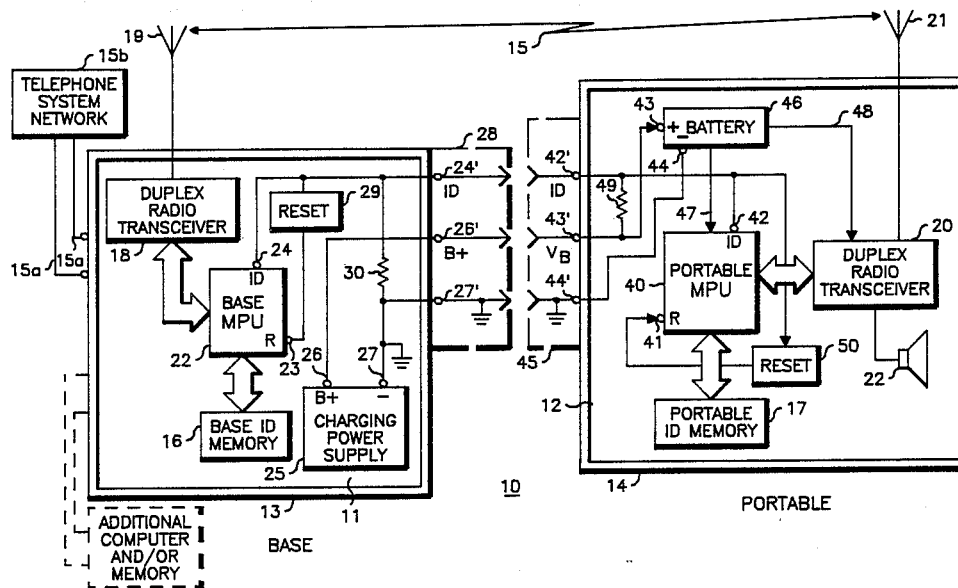 19
15
21
15b
TELEPHONE
SYSTEM
NETWORK
28
24'
ID
29
RESET
DUPLEX
RADIO
TRANSCEIVER
18
15a
15a
24
ID
BASE
MPU
R
22
23
30
26'
B+
27'
26
27
B+
−
CHARGING
POWER
SUPPLY
25
16
BASE ID
MEMORY
13
11
ADDITIONAL
COMPUTER
AND/OR
MEMORY
BASE
10
43
46
+
−
BATTERY
48
44
42'
ID
49
47
42
ID
20
43'
VB
40
PORTABLE
MPU
R
41
DUPLEX
RADIO
TRANSCEIVER
44'
45
50
RESET
22
12
PORTABLE
ID MEMORY
17
14
PORTABLE